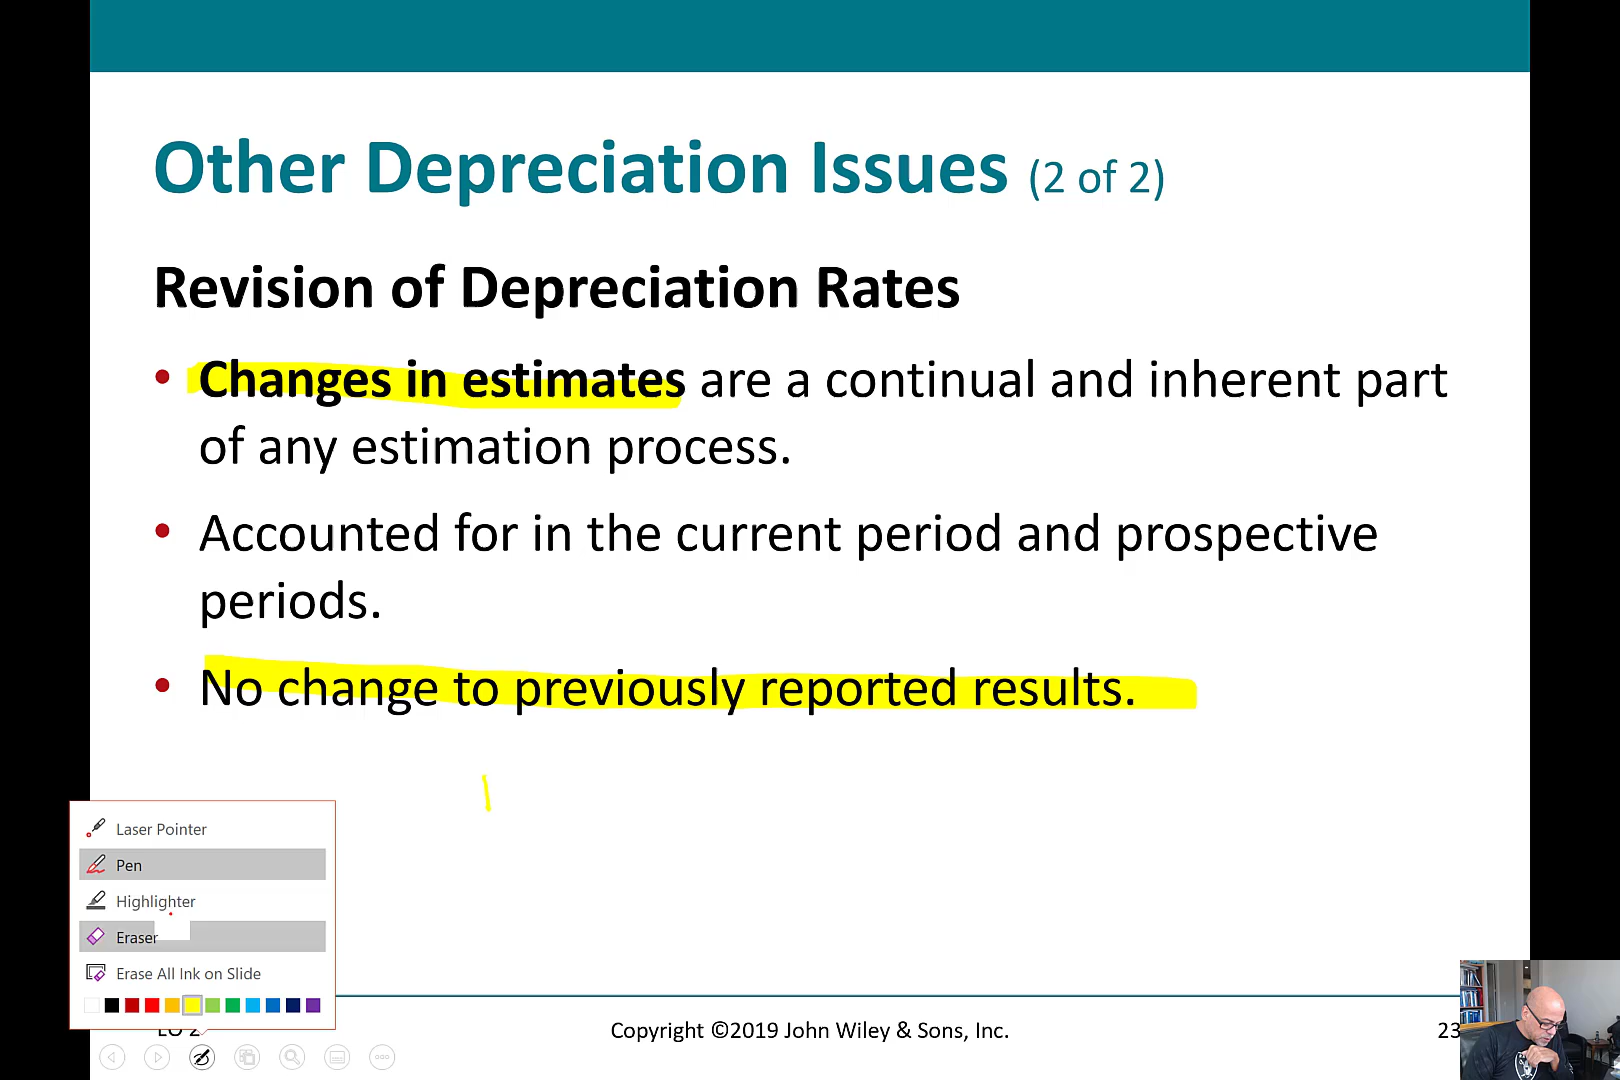 Other Depreciation Issues (2 of 2)
Revision of Depreciation Rates
• Changes in estimates are a continual and inherent part
of any estimation process.
• Accounted for in the current period and prospective
periods.
• No change to previously reported results.
Laser Pointer
Pen
Highlighter
Eraser
Erase All Ink on Slide
LO 2
Copyright ©2019 John Wiley & Sons, Inc.
23